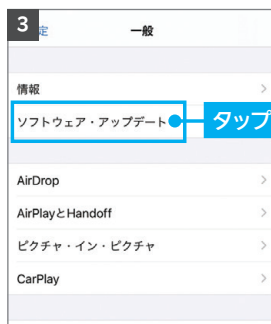 3 定 一般
情報
ソフトウェア・アップデート タップ
AirDrop
AirPlayとHandoff
ピクチャ・イン・ピクチャ
CarPlay